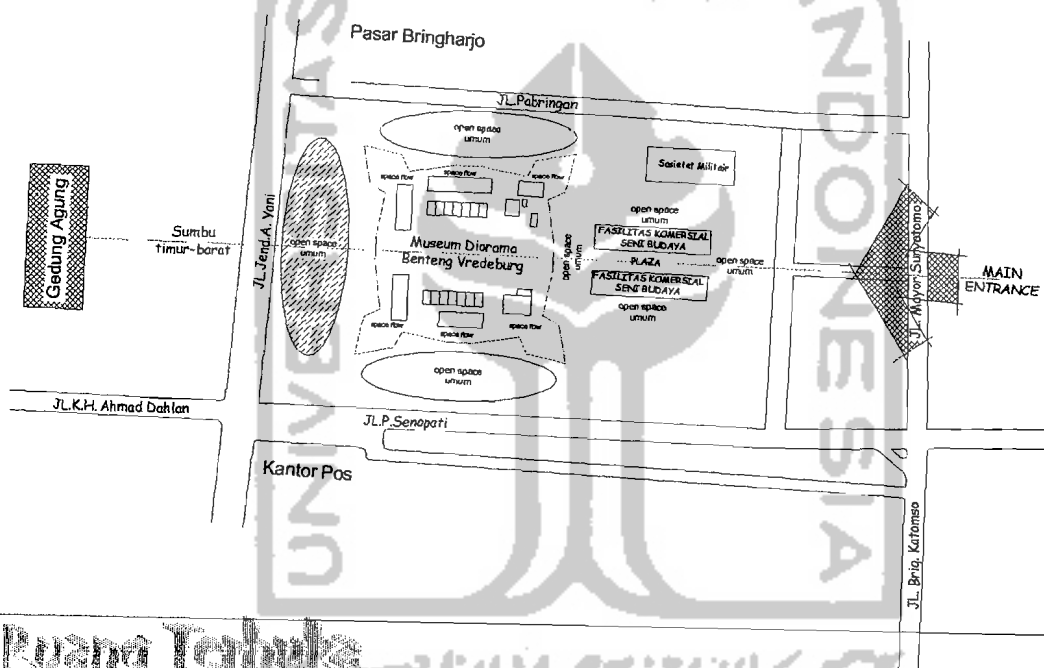 Pasar Bringharjo
JL.Pabringan
open space
umum
Sosietet Militair
space flow
space flow
space flow
Gedung Agung
Sumbu
timur-barat
JL.Jend.A. Yani
open space
umum
Museum Diorama
Benteng Vredeburg
open space
umum
open space
umum
FASILITAS KOMERSIAL
SENI BUDAYA
PLAZA
FASILITAS KOMERSIAL
SENI BUDAYA
open space
umum
open space
umum
JL. Mayor Suryatomo
MAIN
ENTRANCE
space flow
space flow
space flow
open space
umum
JL.K.H. Ahmad Dahlan
JL.P.Senopati
Kantor Pos
JL. Brig. Katamso
Ruang Terbuka
UNIVERSITAS
INDONESIA